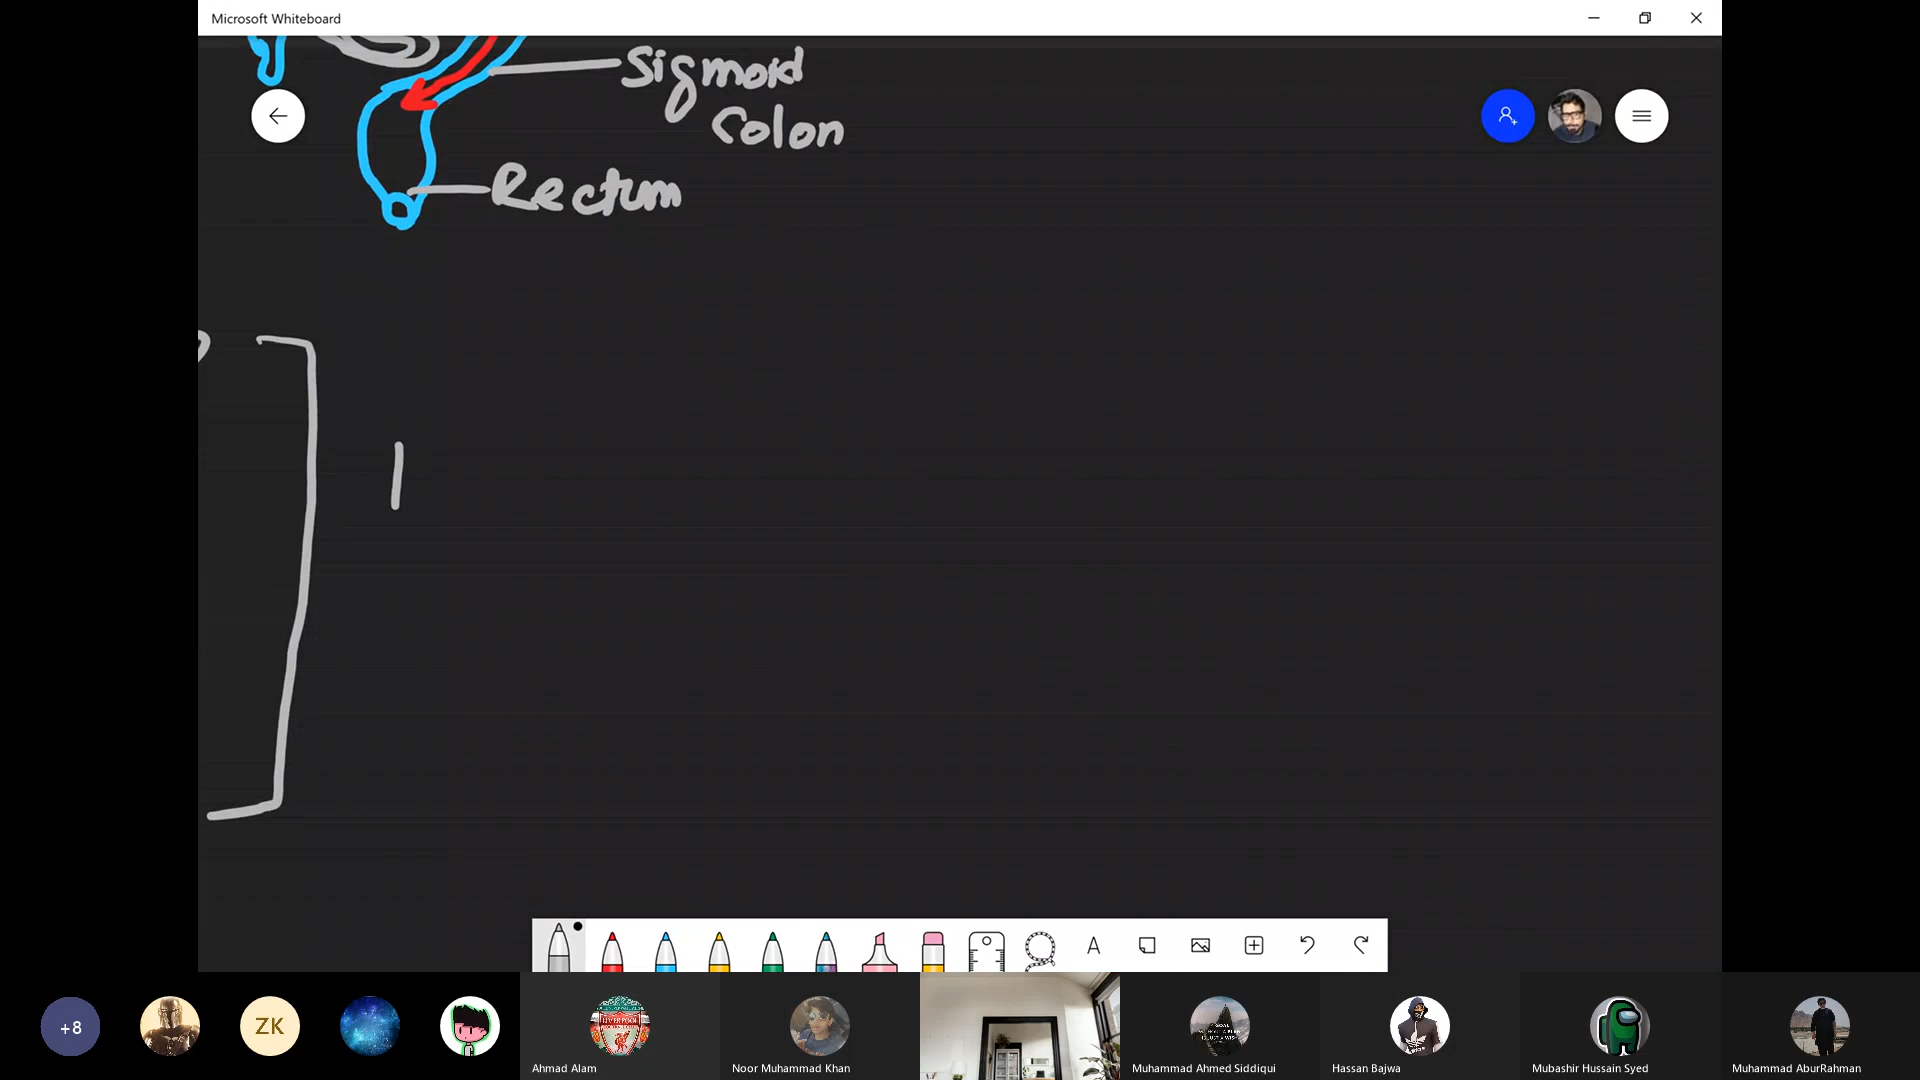 Microsoft Whiteboard
Sigmoid
Colon
Rectum
A
+8
ZK
LIVERPOOL
Ahmad Alam
Noor Muhammad Khan
Muhammad Ahmed Siddiqui
Hassan Bajwa
Mubashir Hussain Syed
Muhammad AburRahman